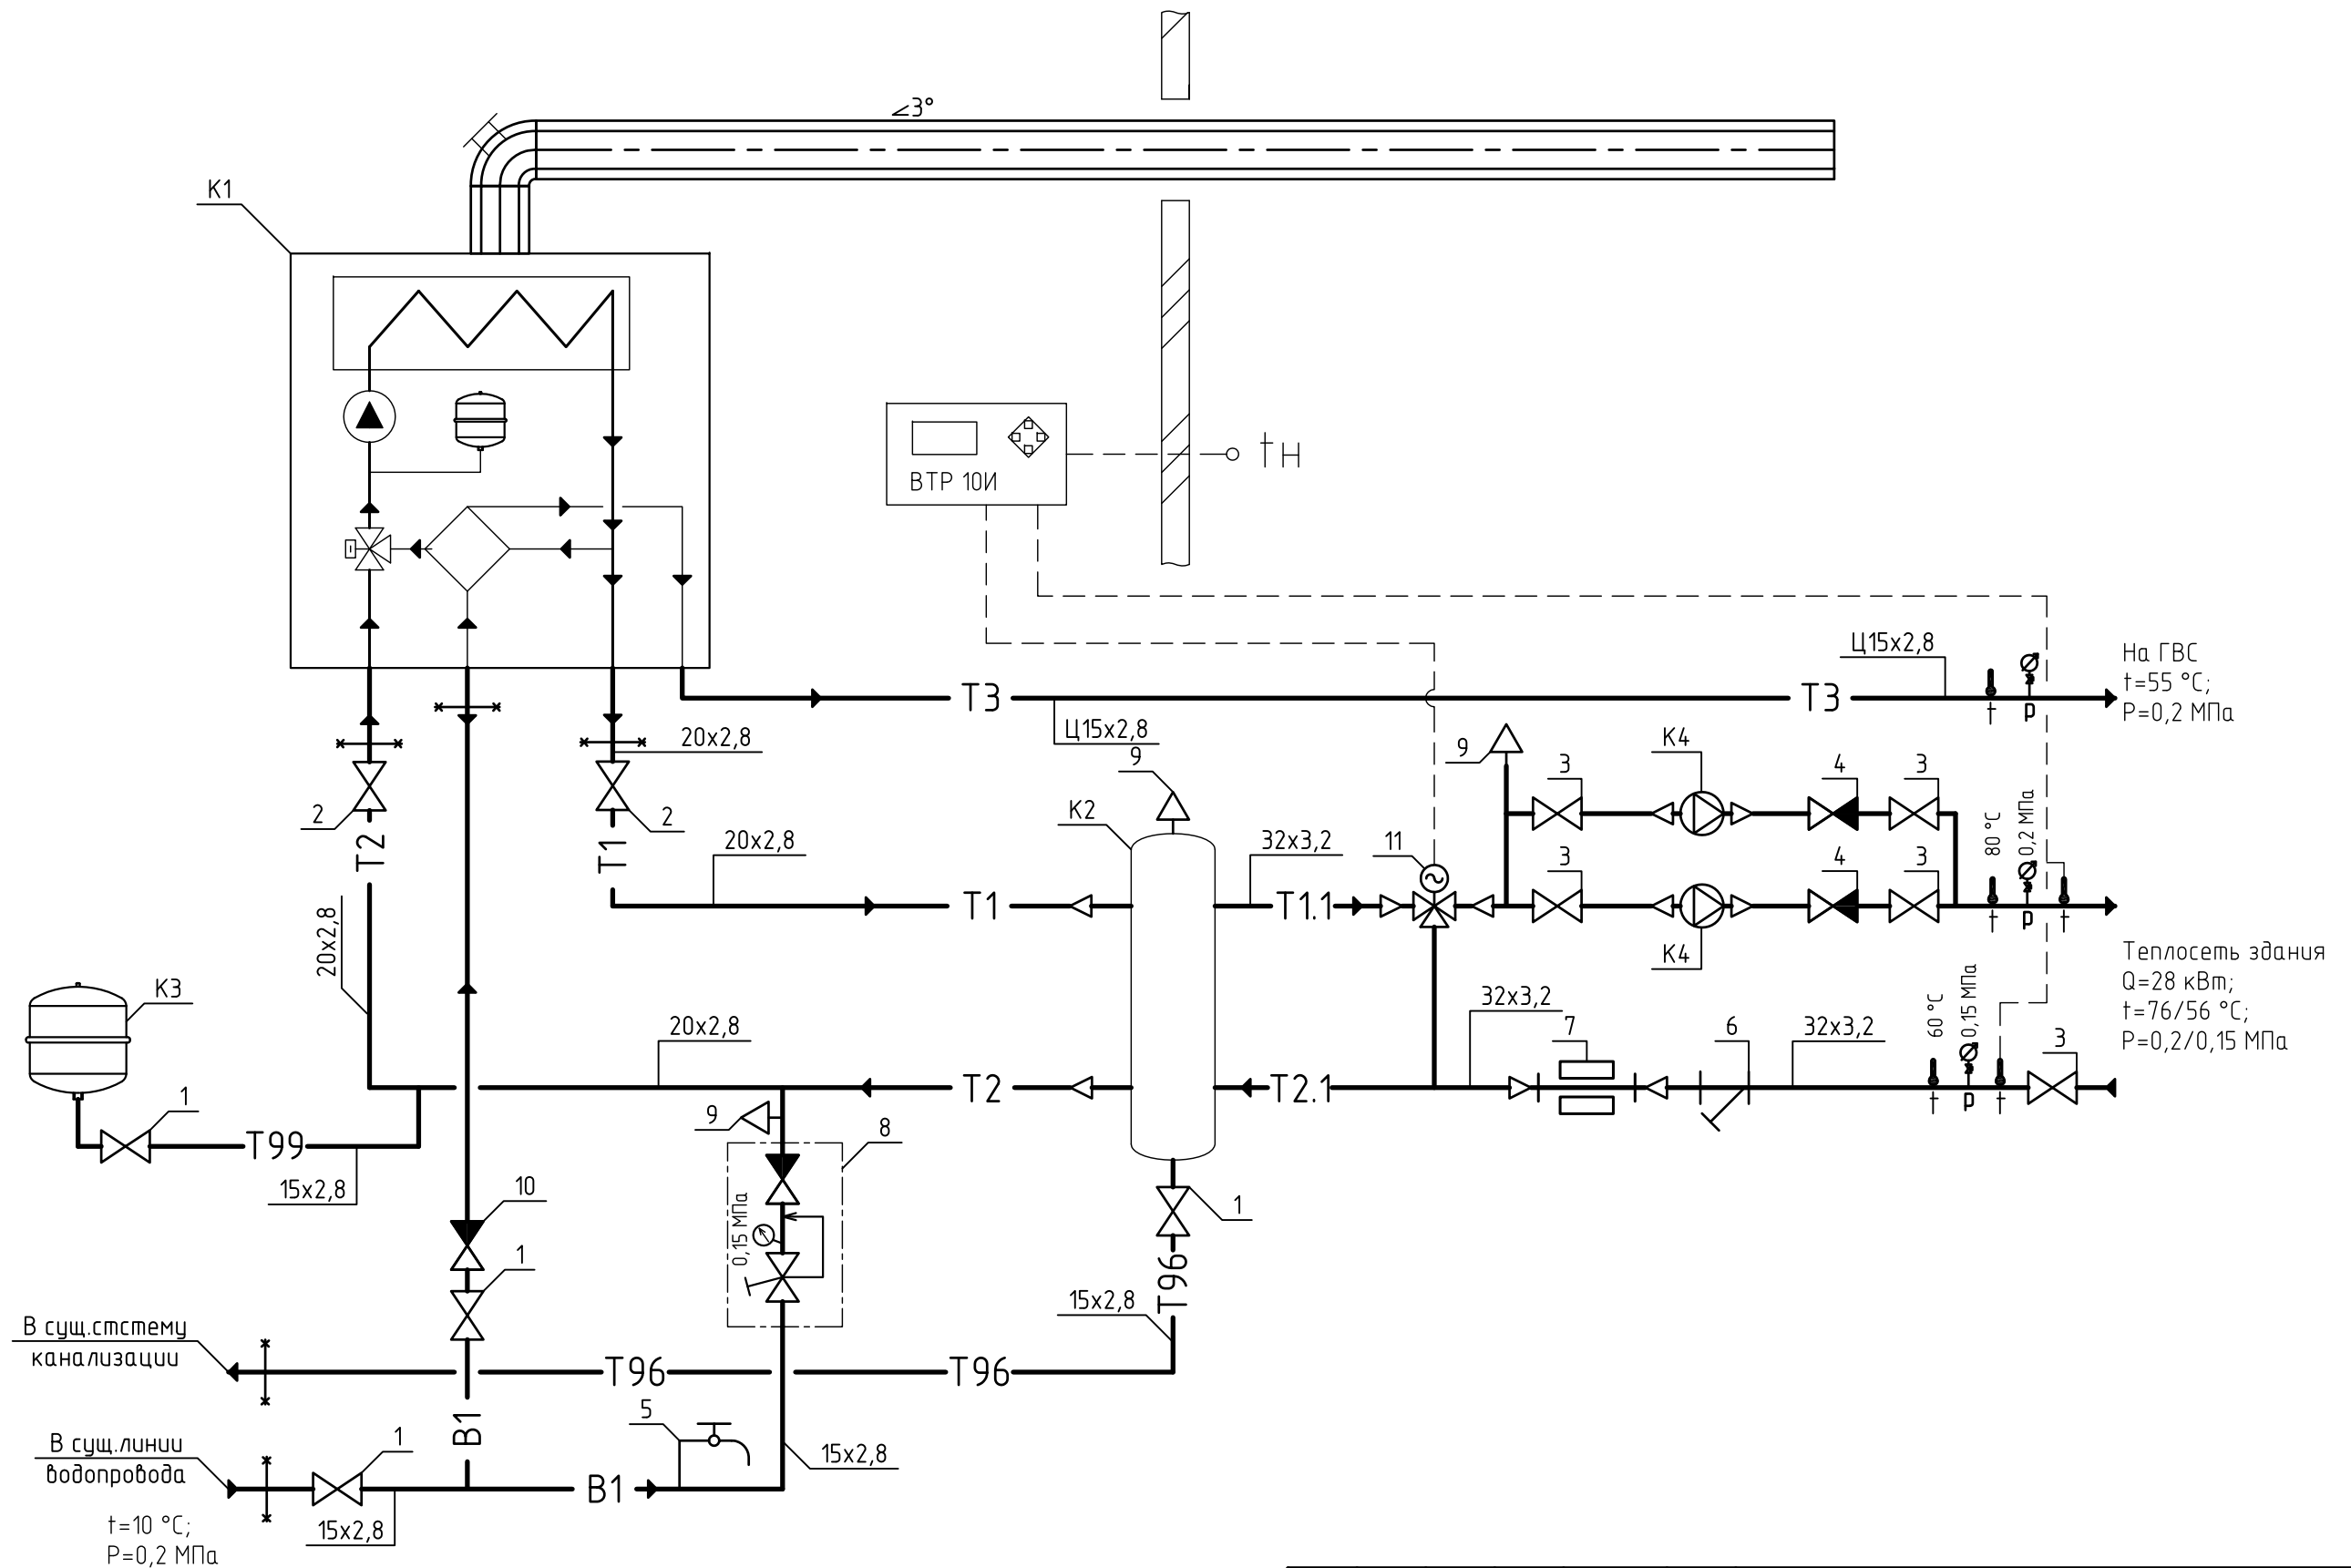 ∠3°
К1
ВТР 10И
tн
Ц15х2,8
На ГВС
t=55 °C;
Р=0,2 МПа
Т3
Т3
t
P
Ц15х2,8
20х2,8
9
9
К4
3
4
3
2
2
К2
Т2
Т1
20х2,8
32х3,2
11
3
4
3
80 °C
0,2 МПа
Т1
Т1.1
t
P
t
К4
20х2,8
К3
Теплосеть здания
Q=28 кВт;
t=76/56 °C;
Р=0,2/0,15 МПа
20х2,8
32х3,2
7
6
32х3,2
60 °C
0,15 МПа
3
1
Т2
Т2.1
t
P
t
9
8
Т99
15х2,8
10
1
0,15 МПа
1
Т96
15х2,8
В сущ.стстему
канализации
Т96
Т96
В1
5
В сущ.линии
водопровода
1
15х2,8
В1
15х2,8
t=10 °C;
Р=0,2 МПа